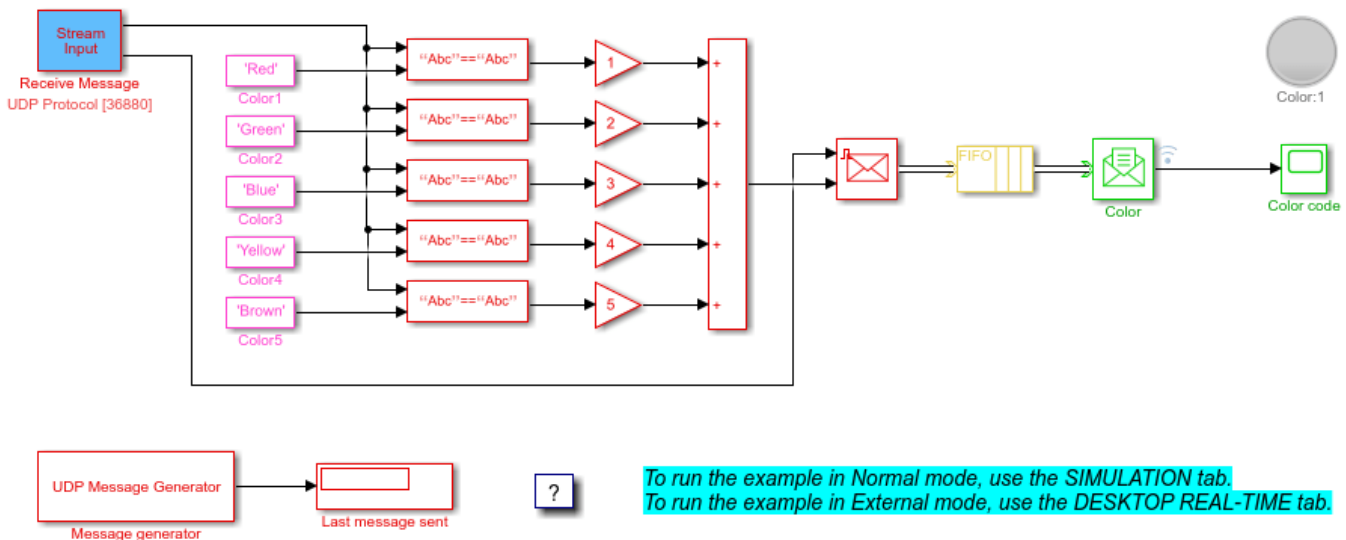 Stream
Input
Receive Message
UDP Protocol [36880]
'Red'
Color1
'Green'
Color2
'Blue'
Color3
'Yellow'
Color4
'Brown'
Color5
“Abc”==“Abc”
“Abc”==“Abc”
“Abc”==“Abc”
“Abc”==“Abc”
“Abc”==“Abc”
1
2
3
4
5
+
+
+
+
+
FIFO
Color
Color:1
Color code
UDP Message Generator
Message generator
Last message sent
?
To run the example in Normal mode, use the SIMULATION tab.
To run the example in External mode, use the DESKTOP REAL-TIME tab.